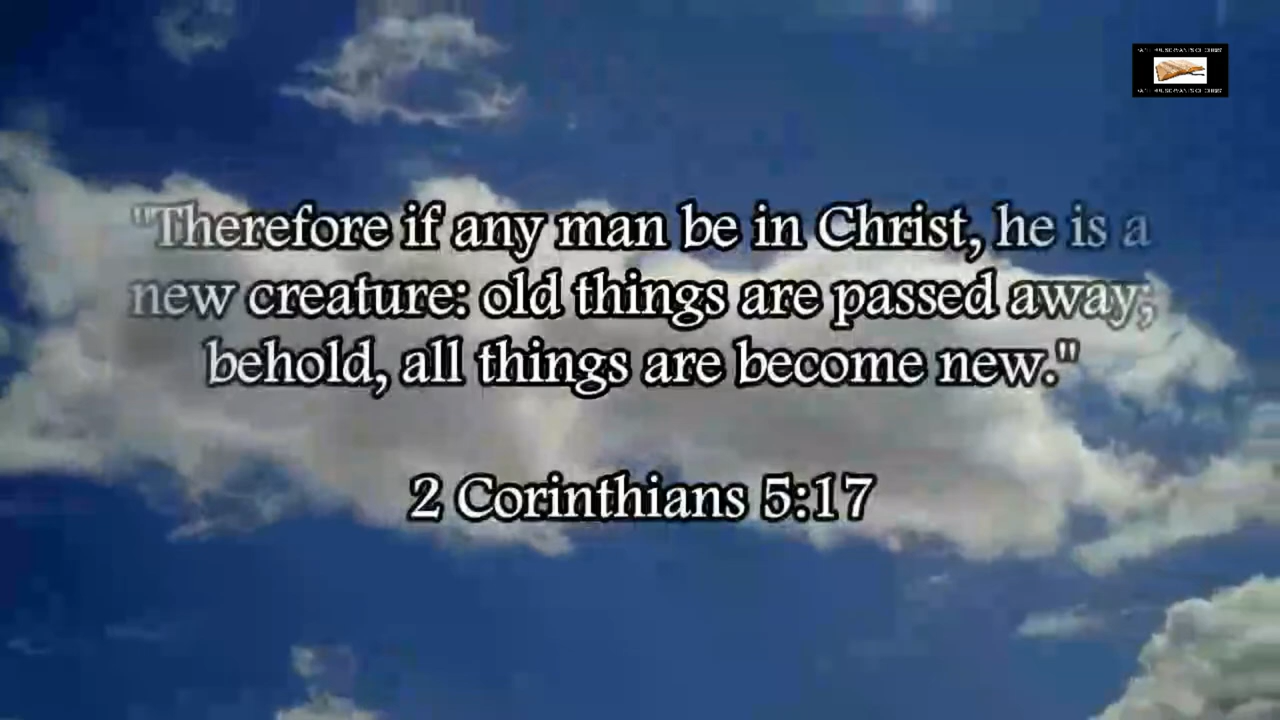 "Therefore if any man be in Christ, he is a
new creature: old things are passed away;
behold, all things are become new."
2 Corinthians 5:17